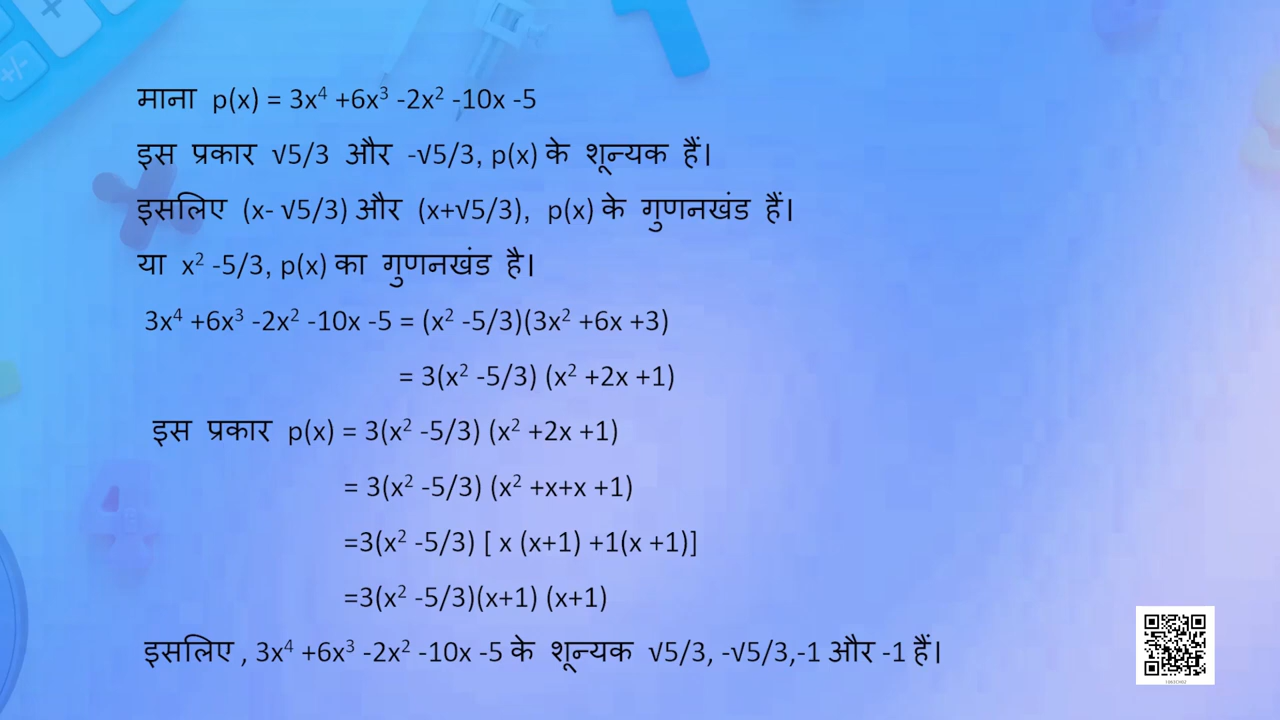 माना p(x) = 3x⁴ +6x³ -2x² -10x -5
इस प्रकार √5/3 और -√5/3, p(x) के शून्यक हैं।
इसलिए (x- √5/3) और (x+√5/3), p(x) के गुणनखंड हैं।
या x² -5/3, p(x) का गुणनखंड है।
3x⁴ +6x³ -2x² -10x -5 = (x² -5/3)(3x² +6x +3)
= 3(x² -5/3) (x² +2x +1)
इस प्रकार p(x) = 3(x² -5/3) (x² +2x +1)
= 3(x² -5/3) (x² +x+x +1)
=3(x² -5/3) [ x (x+1) +1(x +1)]
=3(x² -5/3)(x+1) (x+1)
इसलिए , 3x⁴ +6x³ -2x² -10x -5 के शून्यक √5/3, -√5/3,-1 और -1 हैं।